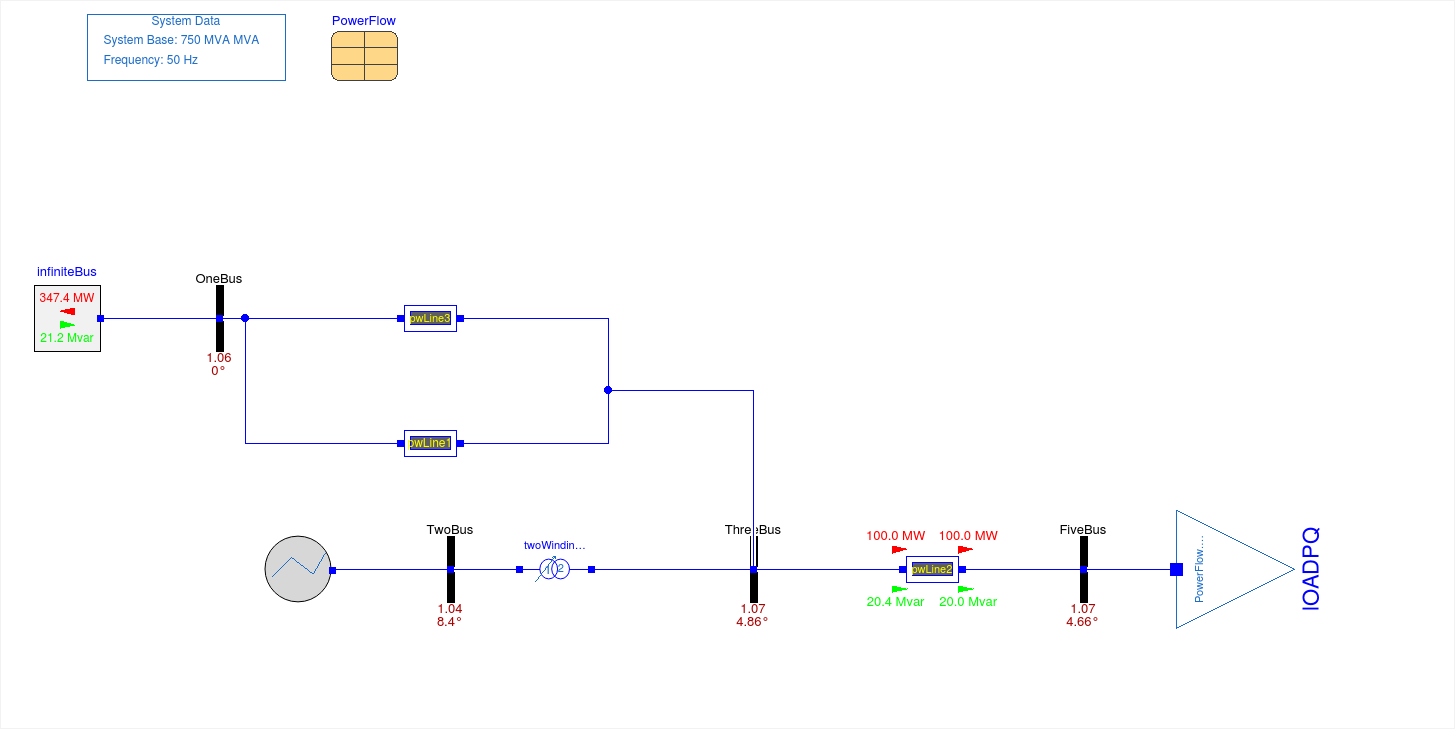 System Data
System Base: 750 MVA MVA
Frequency: 50 Hz
PowerFlow
infiniteBus
347.4 MW
21.2 Mvar
OneBus
1.06
0°
pwLine3
pwLine1
TwoBus
1.04
8.4°
twoWindin...
2
ThreeBus
1.07
4.86°
100.0 MW
100.0 MW
pwLine2
20.4 Mvar
20.0 Mvar
FiveBus
1.07
4.66°
PowerFlow....
lOADPQ